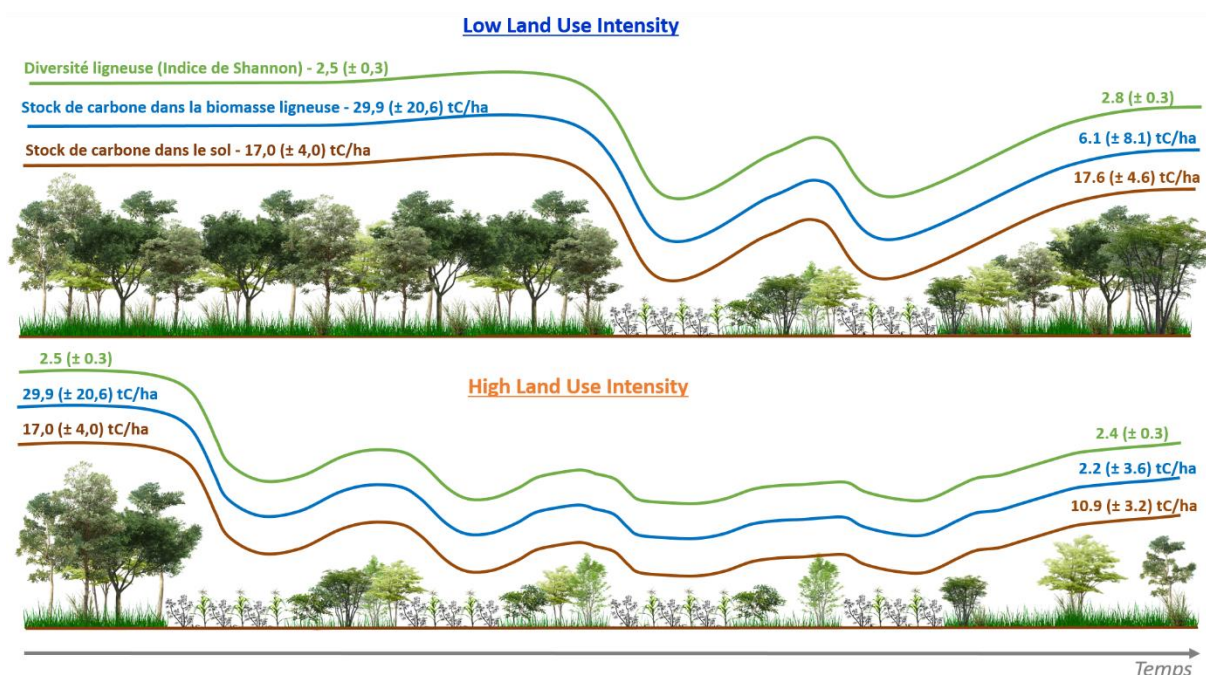 Low Land Use Intensity
Diversité ligneuse (Indice de Shannon) - 2,5 (± 0,3)
Stock de carbone dans la biomasse ligneuse - 29,9 (± 20,6) tC/ha
Stock de carbone dans le sol - 17,0 (± 4,0) tC/ha
2.8 (± 0.3)
6.1 (± 8.1) tC/ha
17.6 (± 4.6) tC/ha
High Land Use Intensity
2.5 (± 0.3)
29,9 (± 20,6) tC/ha
17,0 (± 4,0) tC/ha
2.4 (± 0.3)
2.2 (± 3.6) tC/ha
10.9 (± 3.2) tC/ha
Temps